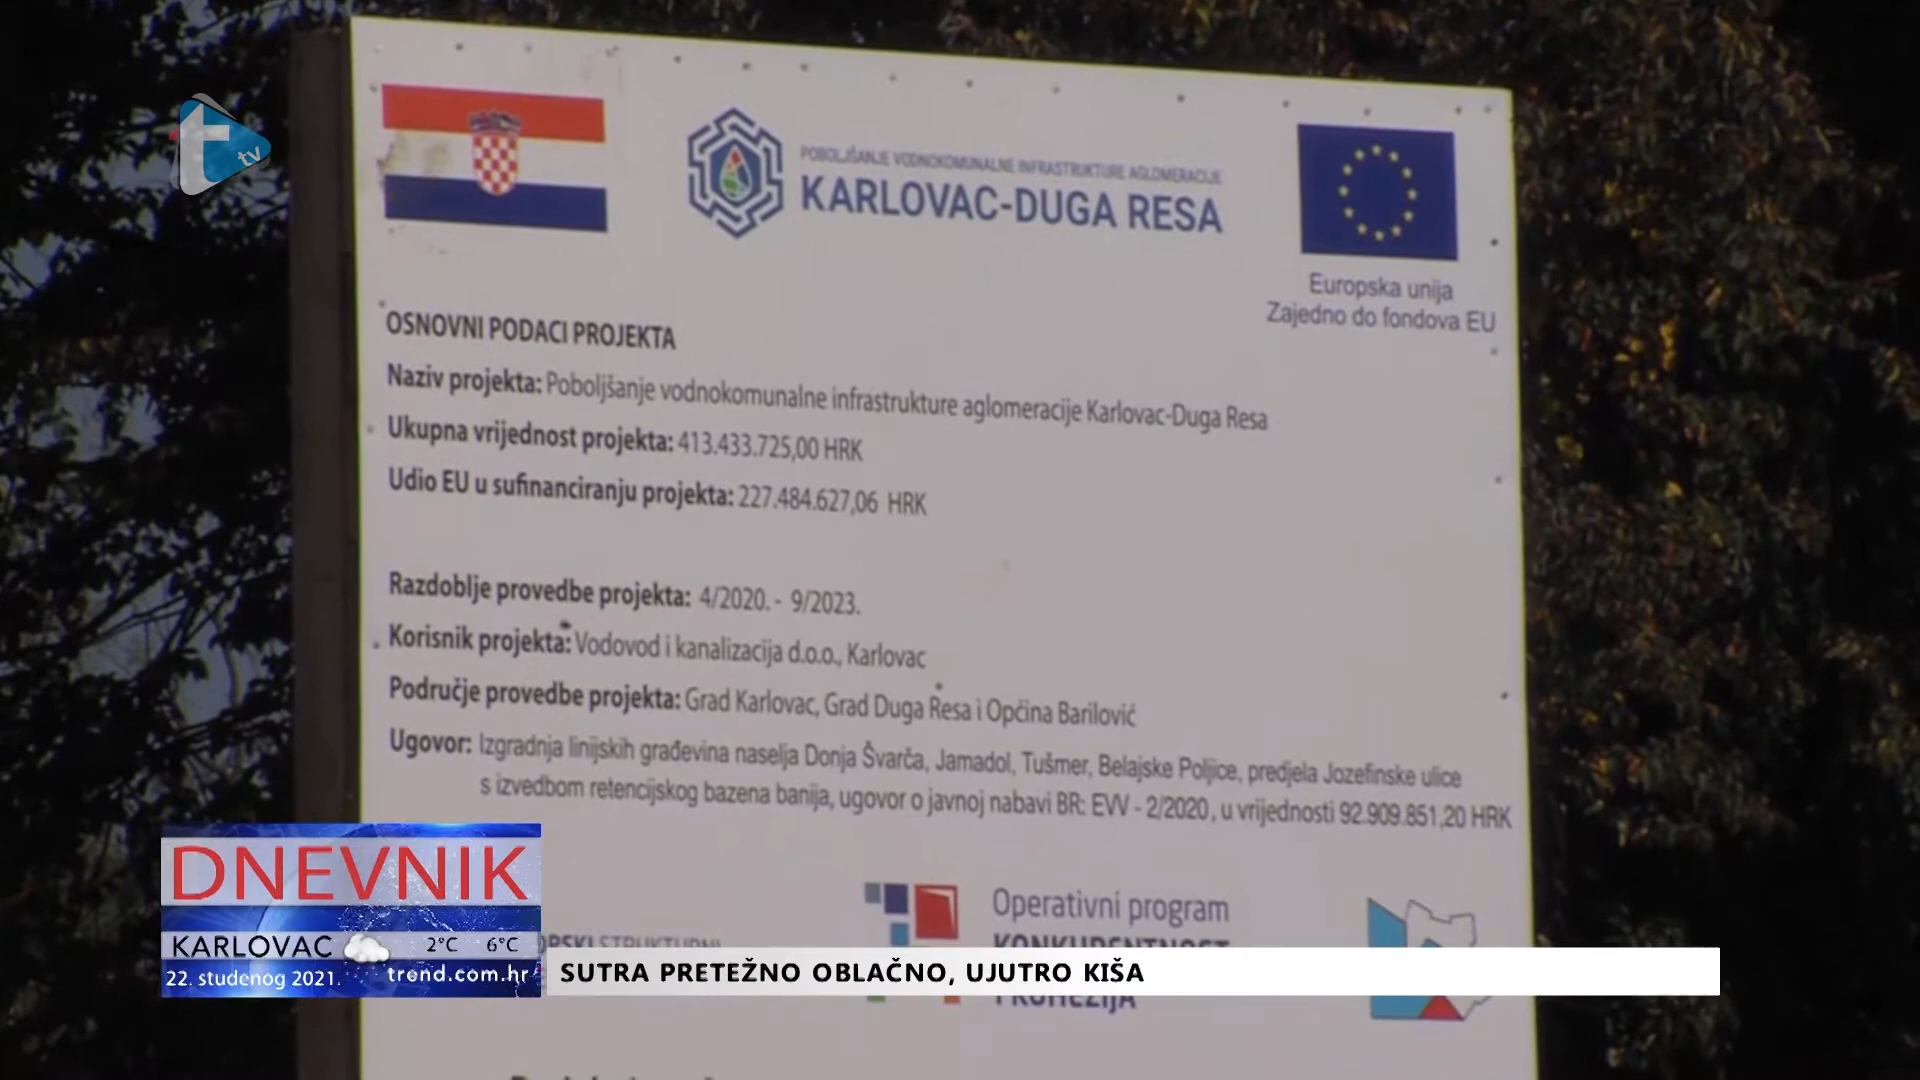 t tv
POBOLJŠANJE VODNOKOMUNALNE INFRASTRUKTURE AGLOMERACIJE
KARLOVAC-DUGA RESA
Europska unija
Zajedno do fondova EU
OSNOVNI PODACI PROJEKTA
Naziv projekta: Poboljšanje vodnokomunalne infrastrukture aglomeracije Karlovac-Duga Resa
Ukupna vrijednost projekta: 413.433.725,00 HRK
Udio EU u sufinanciranju projekta: 227.484.627,06 HRK
Razdoblje provedbe projekta: 4/2020. - 9/2023.
Korisnik projekta: Vodovod i kanalizacija d.o.o., Karlovac
Područje provedbe projekta: Grad Karlovac, Grad Duga Resa i Općina Barilović
Ugovor: Izgradnja linijskih građevina naselja Donja Švarča, Jamadol, Tušmer, Belajske Poljice, predjela Jozefinske ulice
s izvedbom retencijskog bazena banija, ugovor o javnoj nabavi BR: EVV - 2/2020, u vrijednosti 92.909.851,20 HRK
Operativni program
KONKURENTNOST
I KOHEZIJA
DNEVNIK
KARLOVAC 2°C 6°C
22. studenog 2021. trend.com.hr
SUTRA PRETEŽNO OBLAČNO, UJUTRO KIŠA